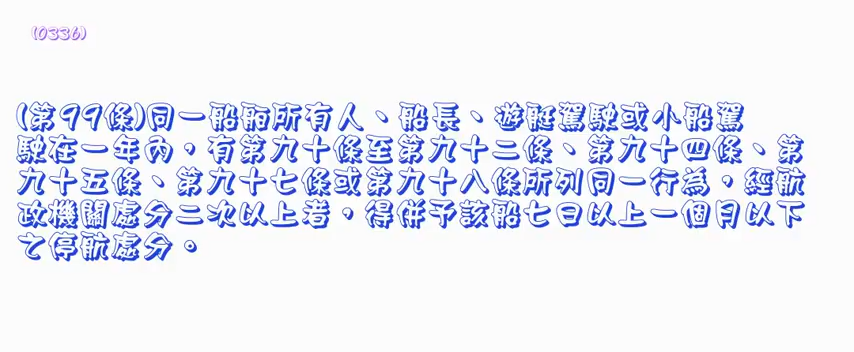 (0336)
(第99條)同一船舶所有人、船長、遊艇駕駛或小船駕
駛在一年內，有第九十條至第九十二條、第九十四條、第
九十五條、第九十七條或第九十八條所列同一行為，經航
政機關處分二次以上者，得併予該船七日以上一個月以下
之停航處分。